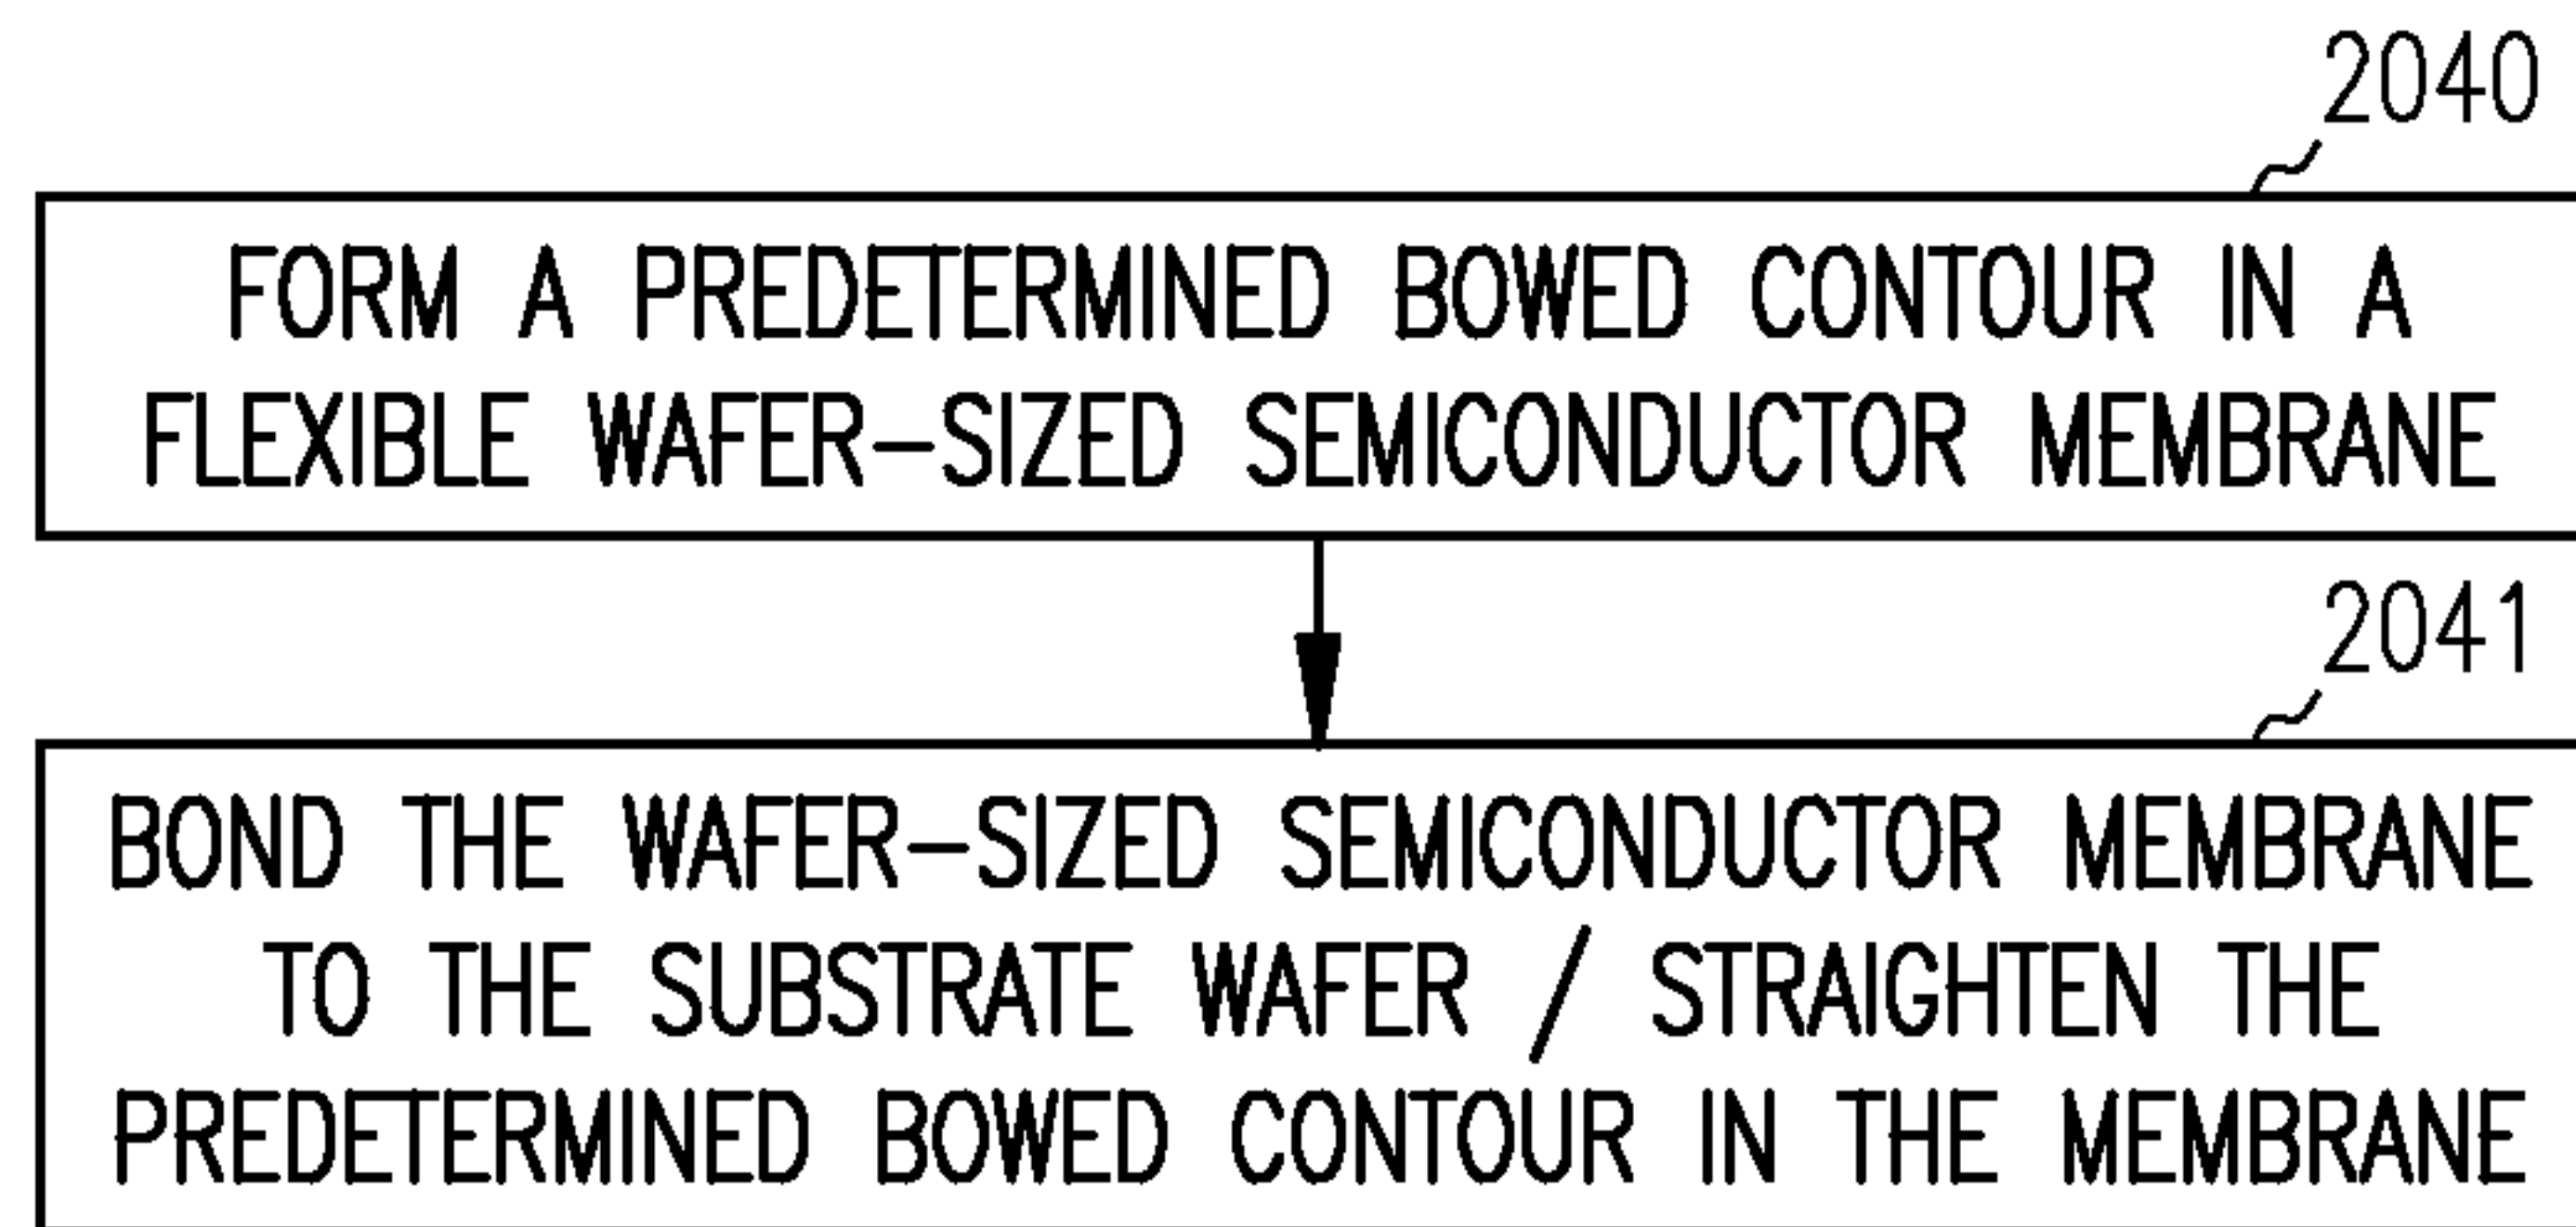 2040
FORM A PREDETERMINED BOWED CONTOUR IN A
FLEXIBLE WAFER-SIZED SEMICONDUCTOR MEMBRANE
2041
BOND THE WAFER-SIZED SEMICONDUCTOR MEMBRANE
TO THE SUBSTRATE WAFER / STRAIGHTEN THE
PREDETERMINED BOWED CONTOUR IN THE MEMBRANE